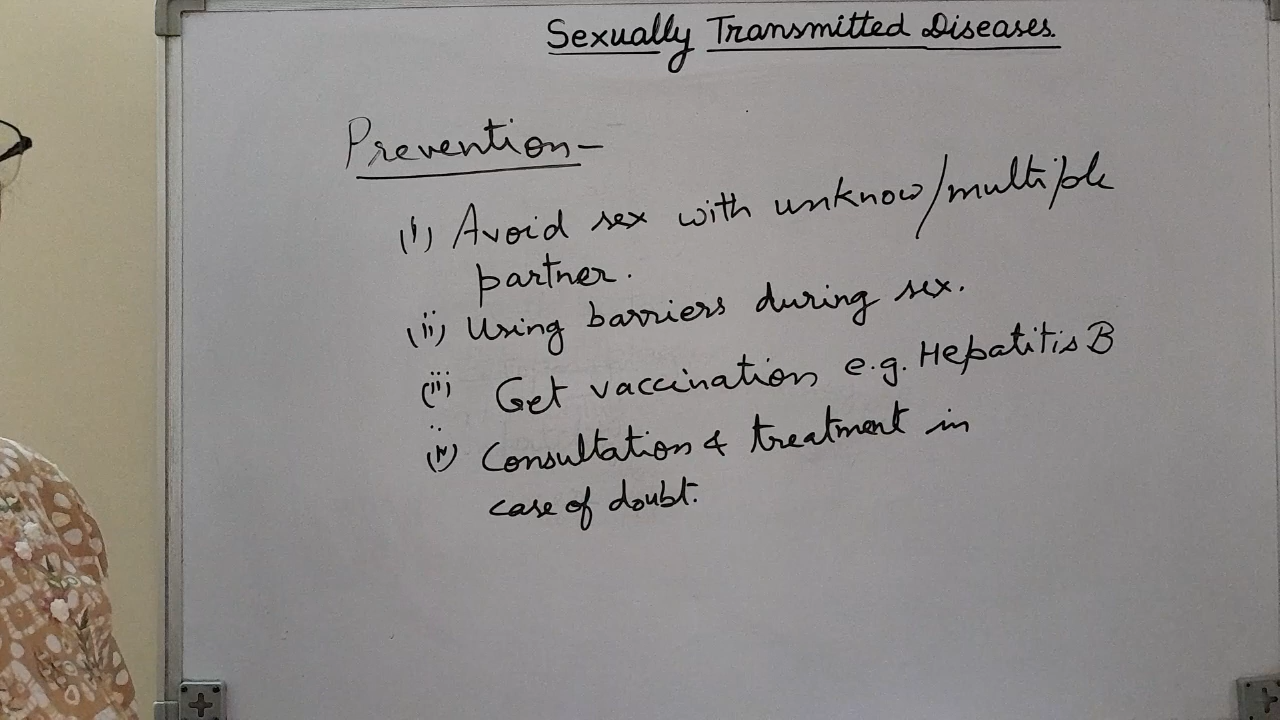 Sexually Transmitted Diseases.
Prevention-
(i) Avoid sex with unknow/multiple
partner.
(ii) Using barriers during sex.
(iii) Get vaccination e.g. Hepatitis B
(iv) Consultation & treatment in
case of doubt.